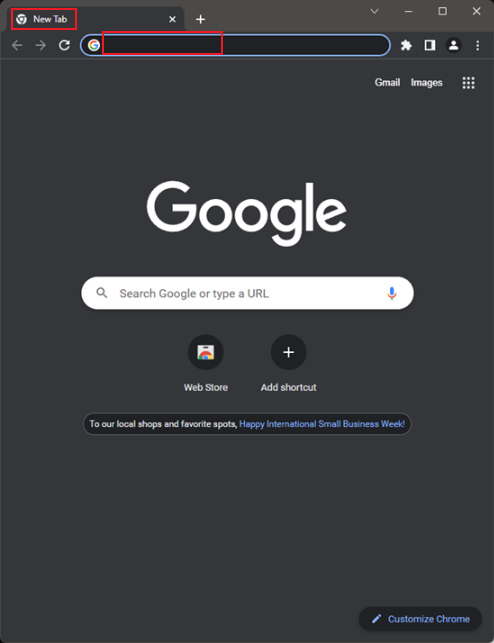 New Tab
Gmail Images
Google
Search Google or type a URL
Web Store Add shortcut
To our local shops and favorite spots, Happy International Small Business Week!
Customize Chrome